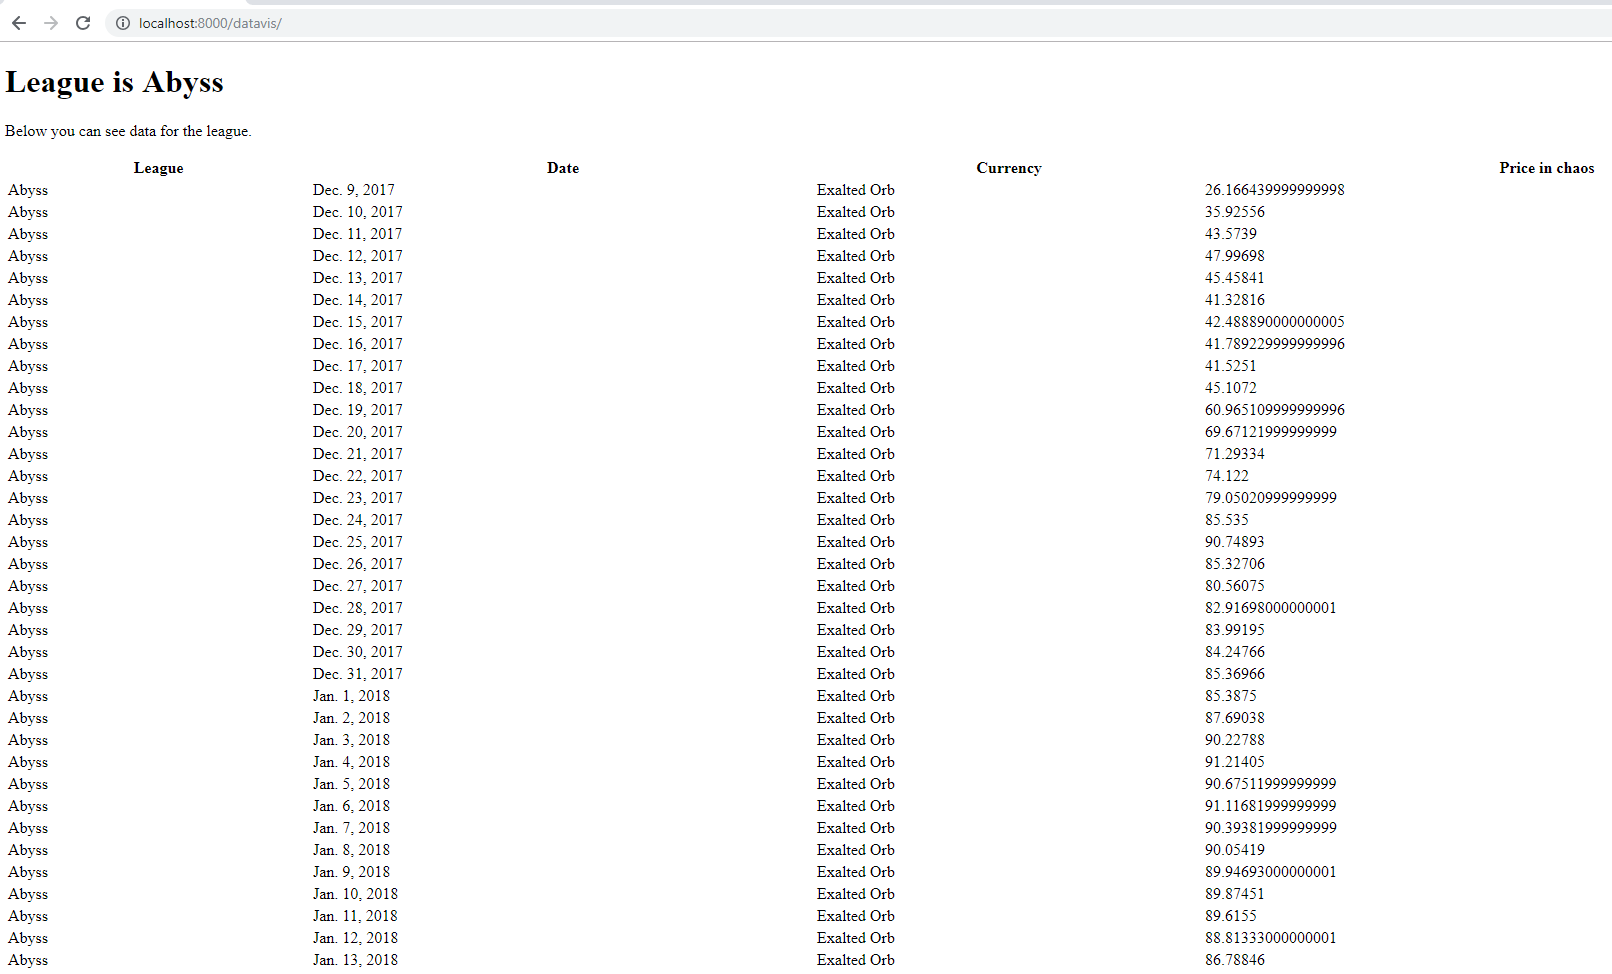 localhost:8000/datavis/
League is Abyss
Below you can see data for the league.
League Date Currency Price in chaos
Abyss Dec. 9, 2017 Exalted Orb 26.166439999999998
Abyss Dec. 10, 2017 Exalted Orb 35.92556
Abyss Dec. 11, 2017 Exalted Orb 43.5739
Abyss Dec. 12, 2017 Exalted Orb 47.99698
Abyss Dec. 13, 2017 Exalted Orb 45.45841
Abyss Dec. 14, 2017 Exalted Orb 41.32816
Abyss Dec. 15, 2017 Exalted Orb 42.488890000000005
Abyss Dec. 16, 2017 Exalted Orb 41.789229999999996
Abyss Dec. 17, 2017 Exalted Orb 41.5251
Abyss Dec. 18, 2017 Exalted Orb 45.1072
Abyss Dec. 19, 2017 Exalted Orb 60.965109999999996
Abyss Dec. 20, 2017 Exalted Orb 69.67121999999999
Abyss Dec. 21, 2017 Exalted Orb 71.29334
Abyss Dec. 22, 2017 Exalted Orb 74.122
Abyss Dec. 23, 2017 Exalted Orb 79.05020999999999
Abyss Dec. 24, 2017 Exalted Orb 85.535
Abyss Dec. 25, 2017 Exalted Orb 90.74893
Abyss Dec. 26, 2017 Exalted Orb 85.32706
Abyss Dec. 27, 2017 Exalted Orb 80.56075
Abyss Dec. 28, 2017 Exalted Orb 82.91698000000001
Abyss Dec. 29, 2017 Exalted Orb 83.99195
Abyss Dec. 30, 2017 Exalted Orb 84.24766
Abyss Dec. 31, 2017 Exalted Orb 85.36966
Abyss Jan. 1, 2018 Exalted Orb 85.3875
Abyss Jan. 2, 2018 Exalted Orb 87.69038
Abyss Jan. 3, 2018 Exalted Orb 90.22788
Abyss Jan. 4, 2018 Exalted Orb 91.21405
Abyss Jan. 5, 2018 Exalted Orb 90.67511999999999
Abyss Jan. 6, 2018 Exalted Orb 91.11681999999999
Abyss Jan. 7, 2018 Exalted Orb 90.39381999999999
Abyss Jan. 8, 2018 Exalted Orb 90.05419
Abyss Jan. 9, 2018 Exalted Orb 89.94693000000001
Abyss Jan. 10, 2018 Exalted Orb 89.87451
Abyss Jan. 11, 2018 Exalted Orb 89.6155
Abyss Jan. 12, 2018 Exalted Orb 88.81333000000001
Abyss Jan. 13, 2018 Exalted Orb 86.78846